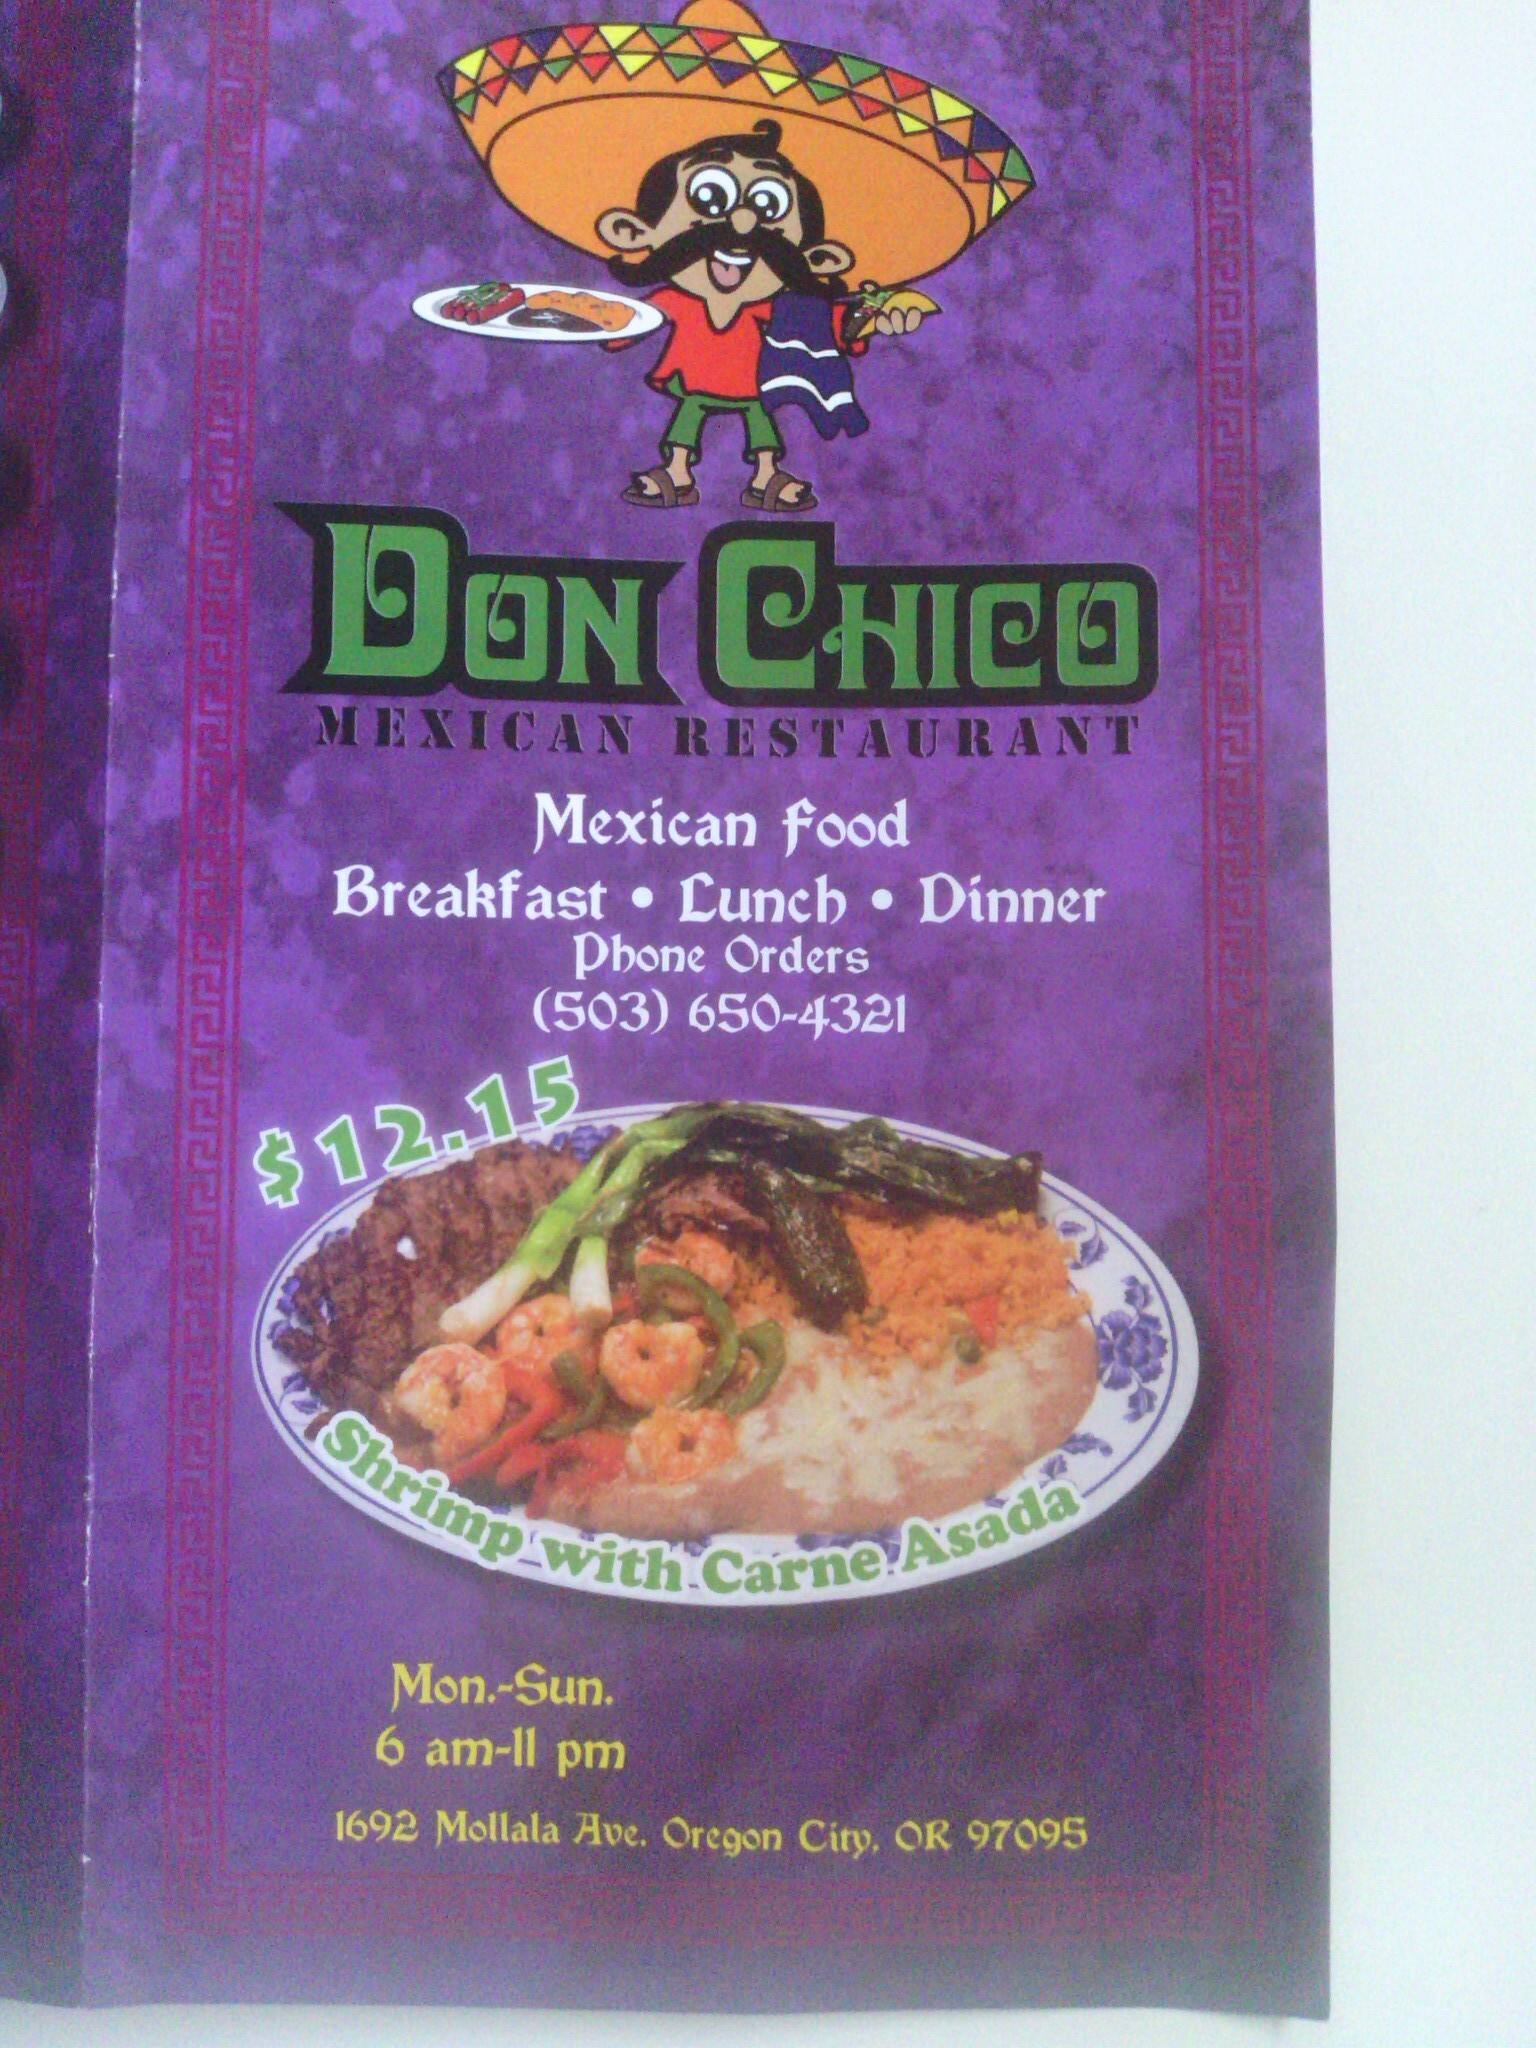 DON CHICO
MEXICAN RESTAURANT
Mexican Food
Breakfast • Lunch • Dinner
Phone Orders
(503) 650-4321
$12.15
Shrimp with Carne Asada
Mon.-Sun.
6 am-11 pm
1692 Mollala Ave. Oregon City, OR 97095